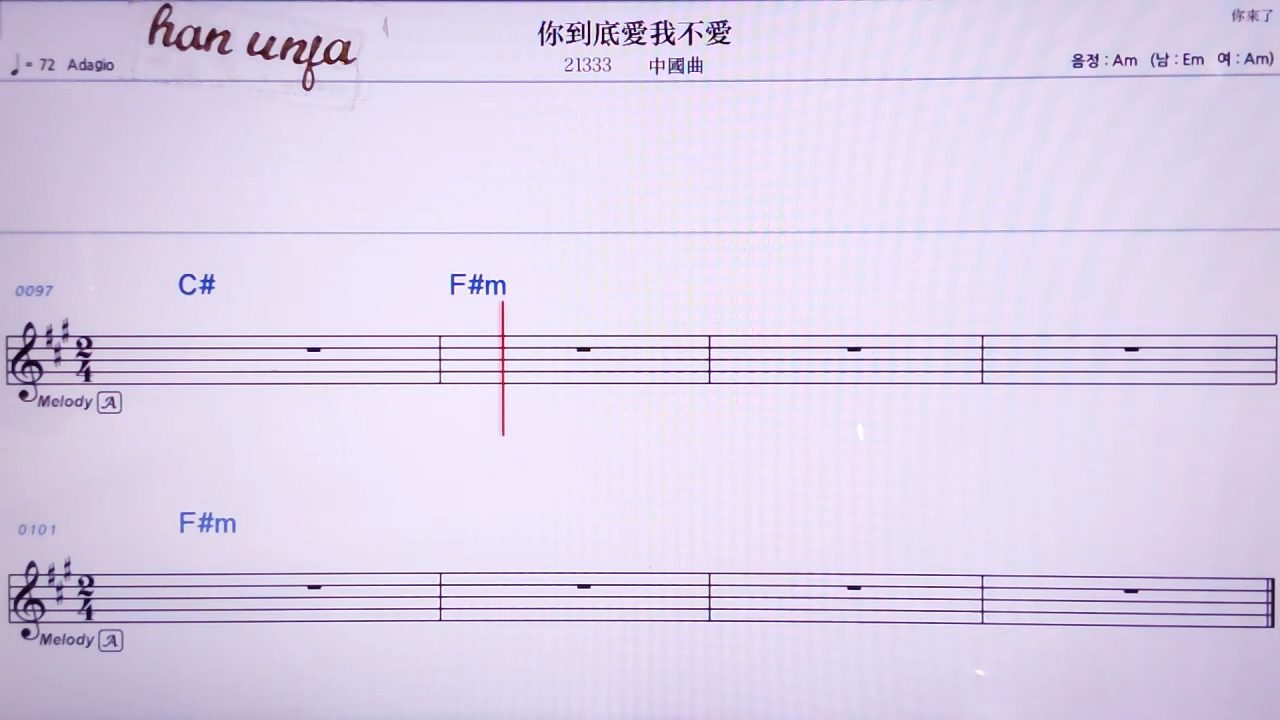 han unja
你到底愛我不愛
你来了
♩= 72 Adagio
21333 中國曲
음정 : Am (남 : Em 여 : Am)
C# F#m
0097
2/4
Melody A
F#m
0101
2/4
Melody A